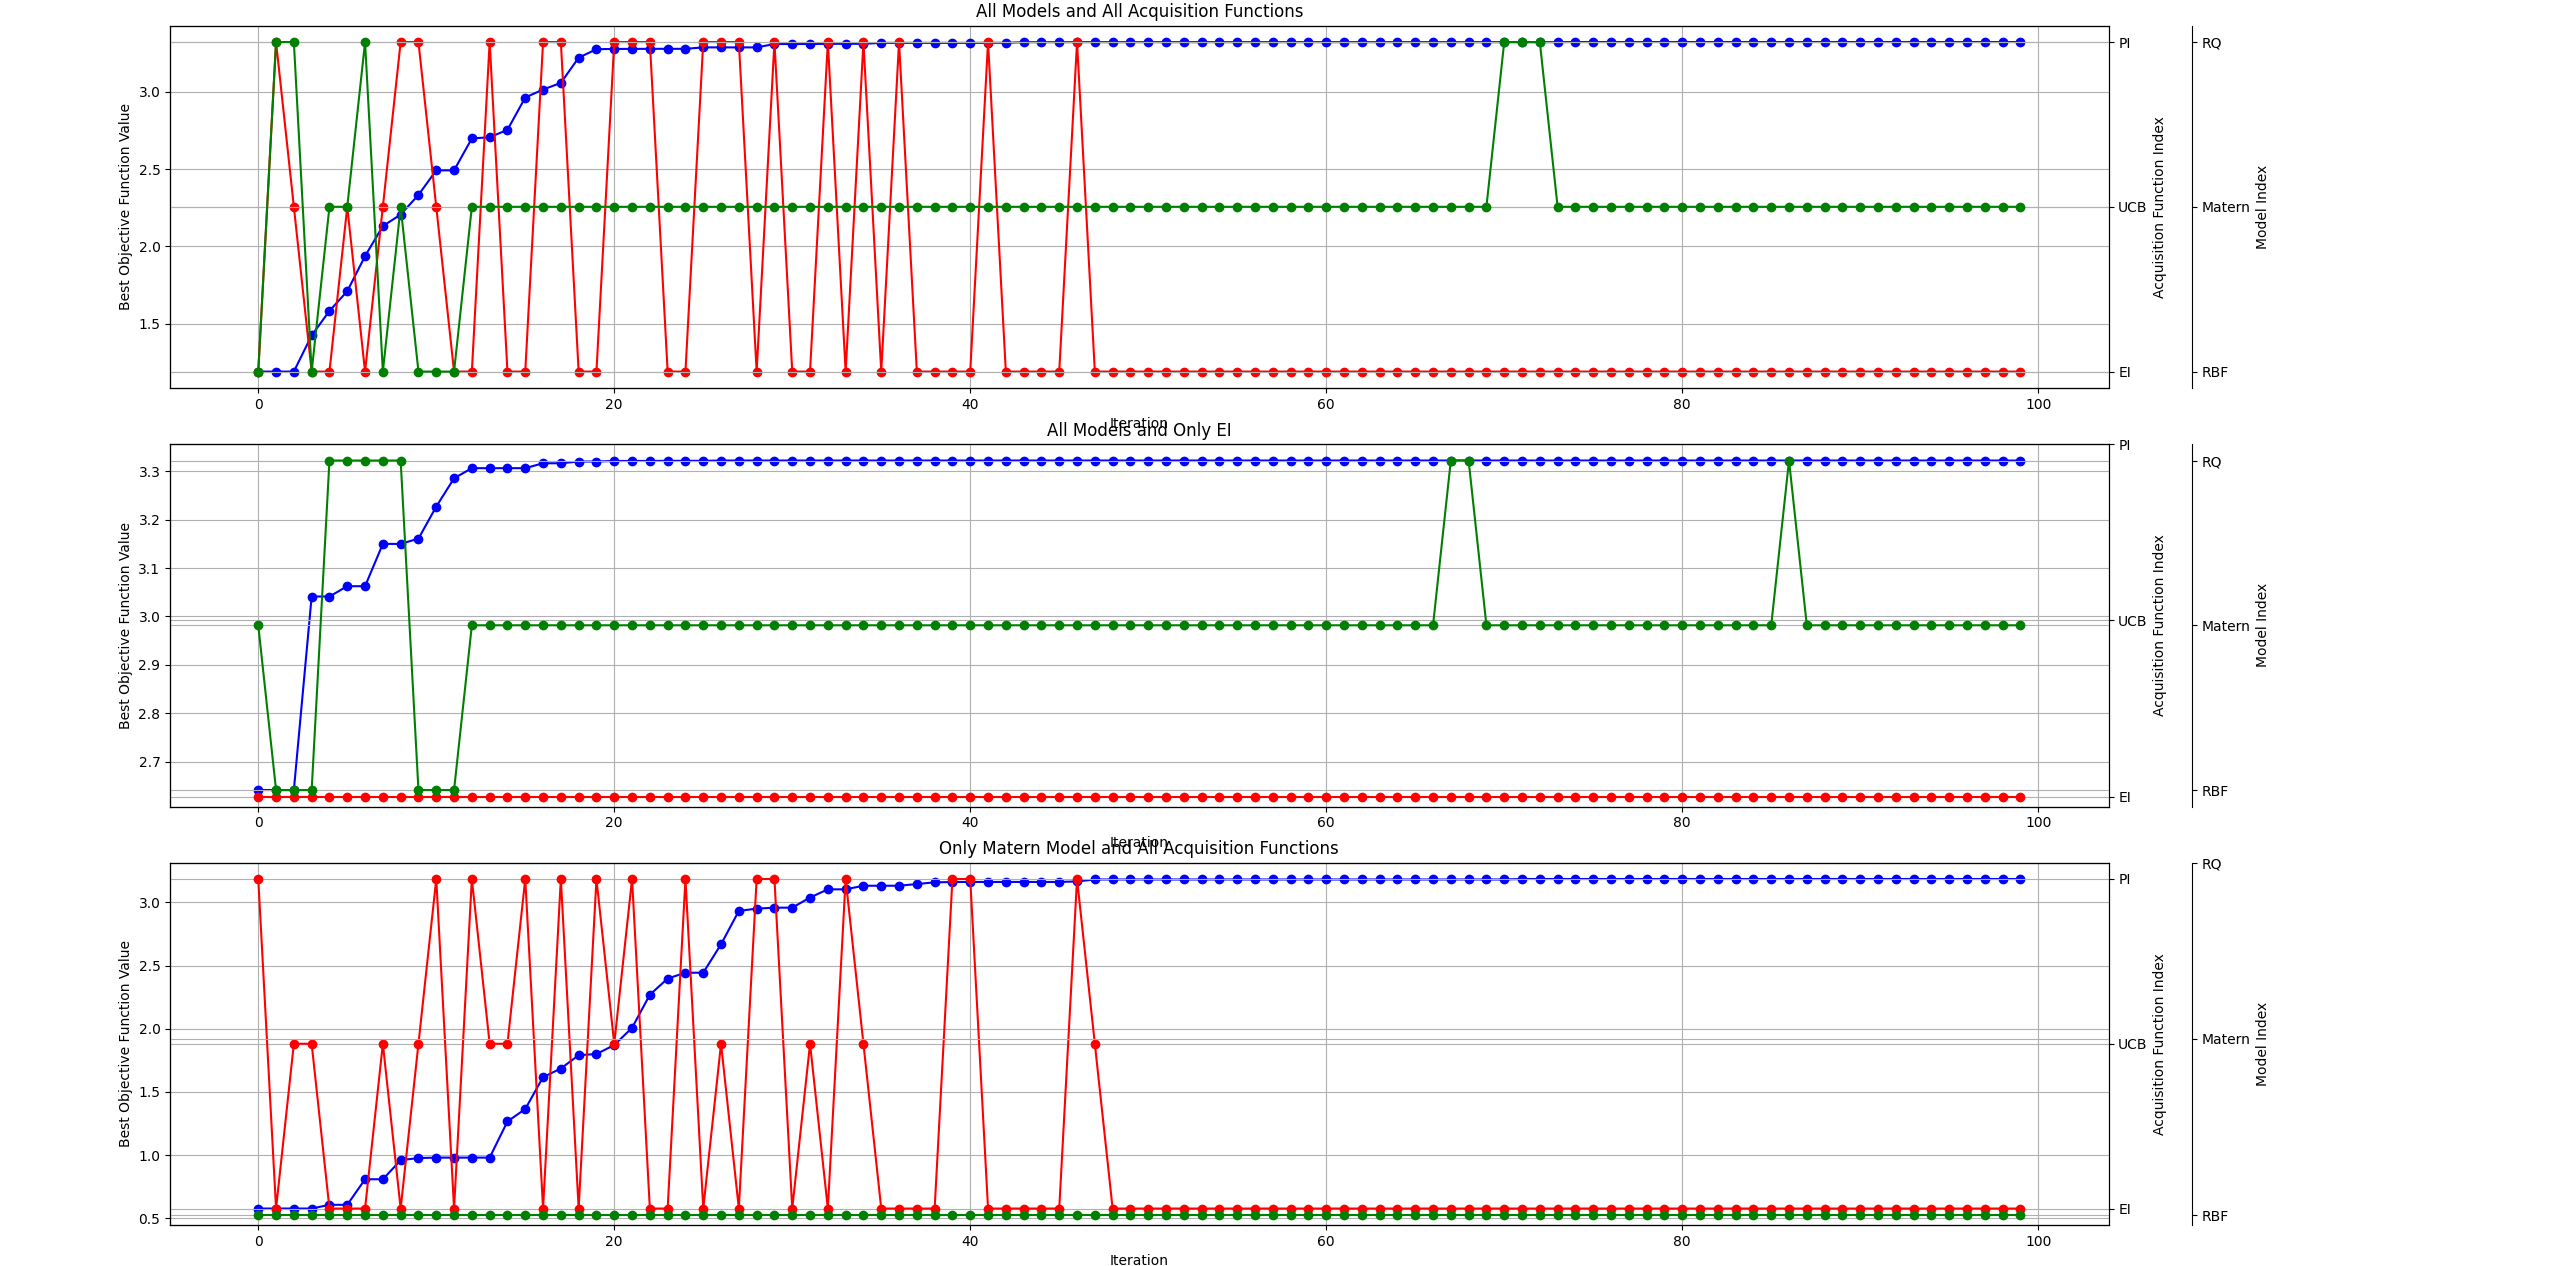 All Models and All Acquisition Functions
Best Objective Function Value
3.0
2.5
2.0
1.5
0 20 40 60 80 100
Iteration
PI
UCB
EI
Acquisition Function Index
RQ
Matern
RBF
Model Index
All Models and Only EI
Best Objective Function Value
3.3
3.2
3.1
3.0
2.9
2.8
2.7
0 20 40 60 80 100
Iteration
PI
UCB
EI
Acquisition Function Index
RQ
Matern
RBF
Model Index
Only Matern Model and All Acquisition Functions
Best Objective Function Value
3.0
2.5
2.0
1.5
1.0
0.5
0 20 40 60 80 100
Iteration
PI
UCB
EI
Acquisition Function Index
RQ
Matern
RBF
Model Index